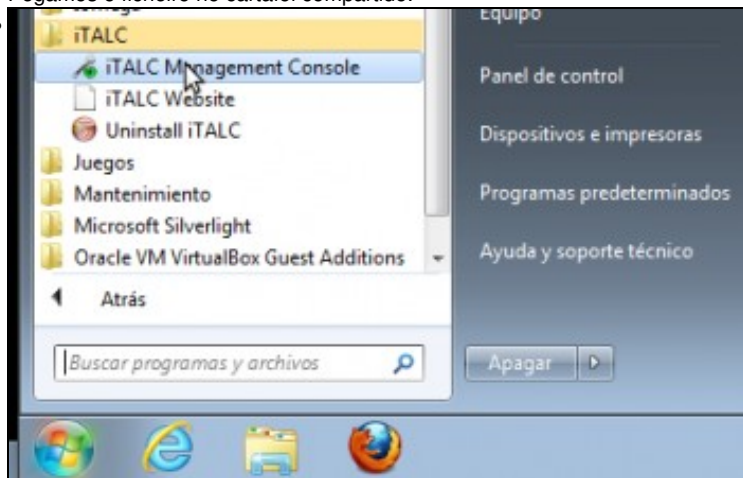 iTALC
iTALC Management Console
iTALC Website
Uninstall iTALC
Juegos
Mantenimiento
Microsoft Silverlight
Oracle VM VirtualBox Guest Additions
Atrás
Buscar programas y archivos
Equipo
Panel de control
Dispositivos e impresoras
Programas predeterminados
Ayuda y soporte técnico
Apagar